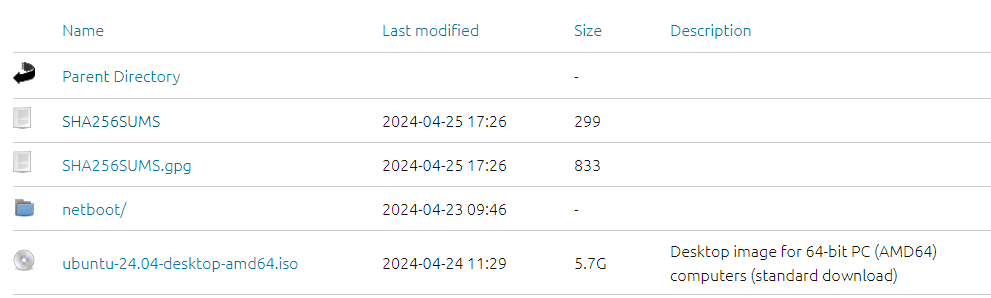 Name Last modified Size Description
Parent Directory -
SHA256SUMS 2024-04-25 17:26 299
SHA256SUMS.gpg 2024-04-25 17:26 833
netboot/ 2024-04-23 09:46 -
ubuntu-24.04-desktop-amd64.iso 2024-04-24 11:29 5.7G Desktop image for 64-bit PC (AMD64)
computers (standard download)